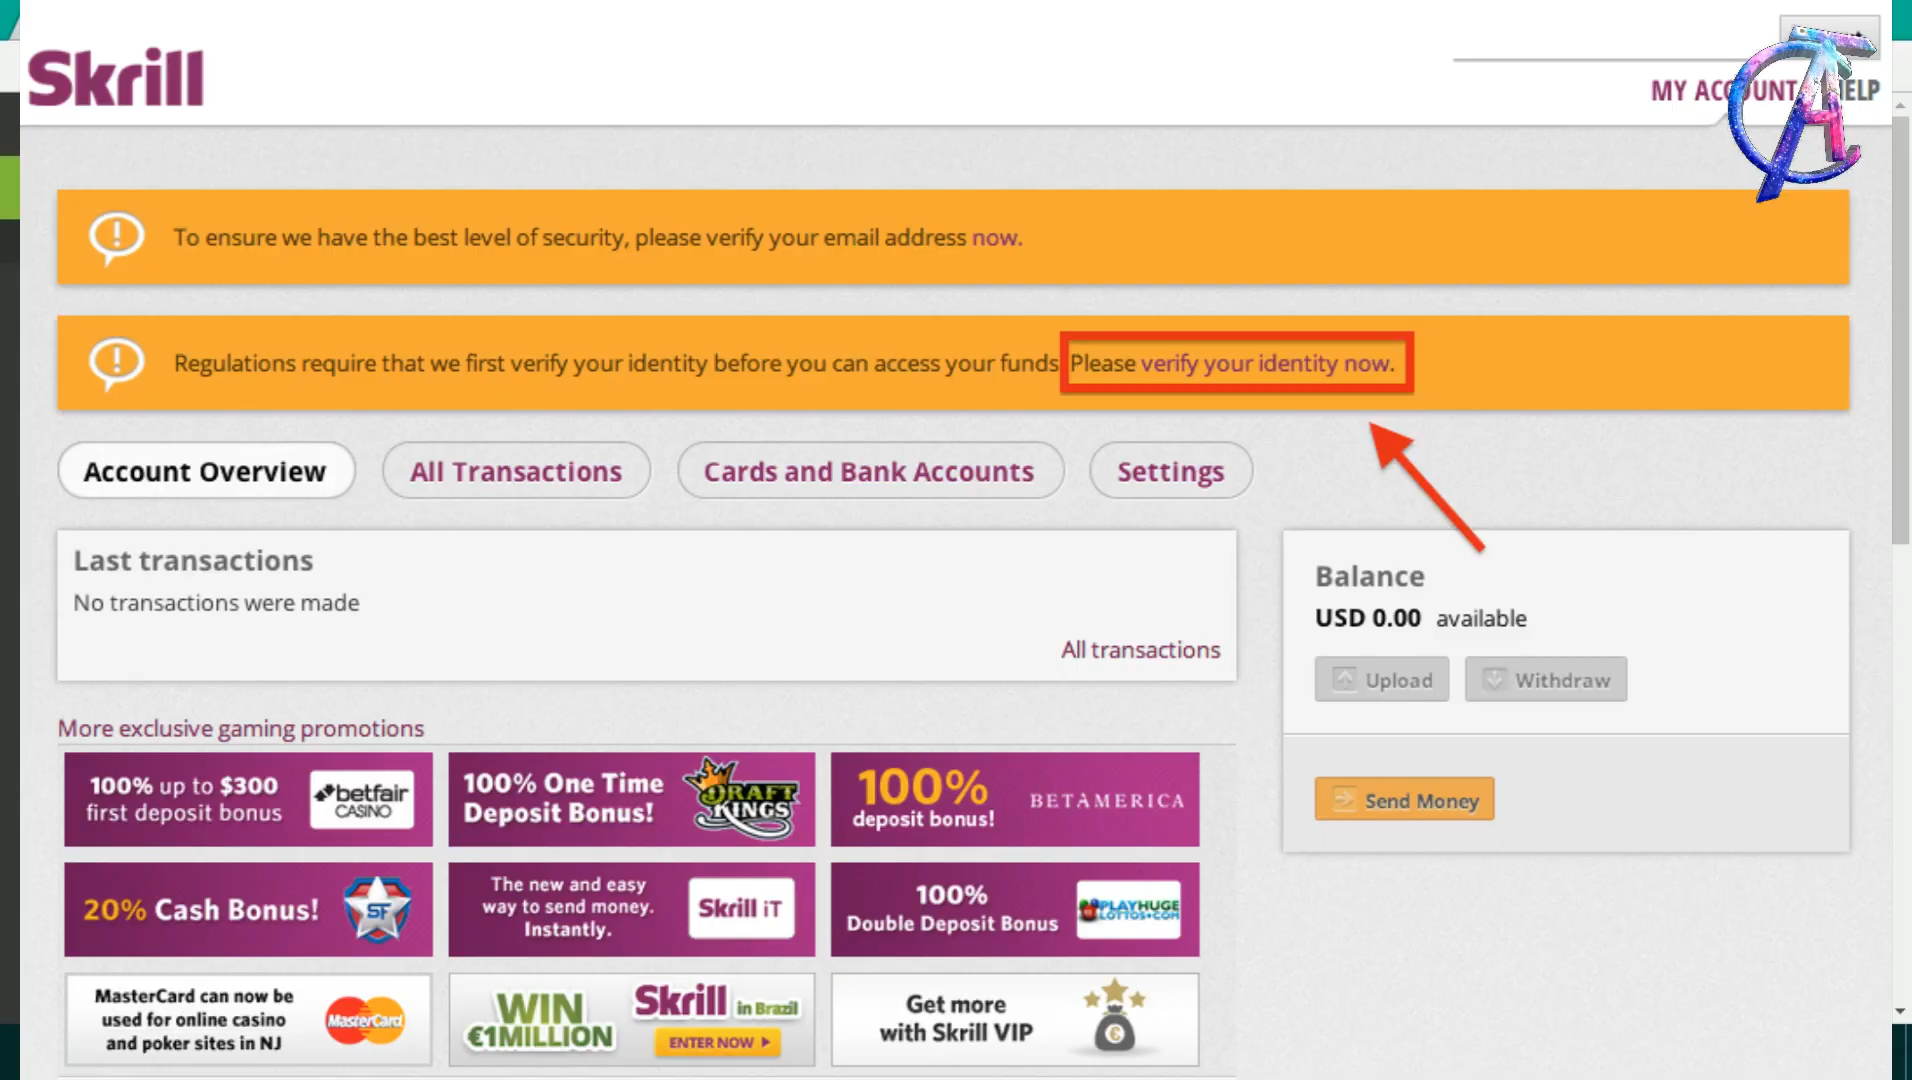 Skrill
MY ACCOUNT
To ensure we have the best level of security, please verify your email address now.
Regulations require that we first verify your identity before you can access your funds Please verify your identity now.
Account Overview
All Transactions
Cards and Bank Accounts
Settings
Last transactions
No transactions were made
All transactions
Balance
USD 0.00 available
Upload
Withdraw
Send Money
More exclusive gaming promotions
100% up to $300
first deposit bonus
betfair
CASINO
100% One Time
Deposit Bonus!
DRAFT
KINGS
100%
deposit bonus!
BETAMERICA
20% Cash Bonus!
SF
The new and easy
way to send money.
Instantly.
Skrill iT
100%
Double Deposit Bonus
PLAYHUGE
LOTTOS.COM
MasterCard can now be
used for online casino
and poker sites in NJ
MasterCard
WIN
€1MILLION
Skrill in Brazil
ENTER NOW
Get more
with Skrill VIP